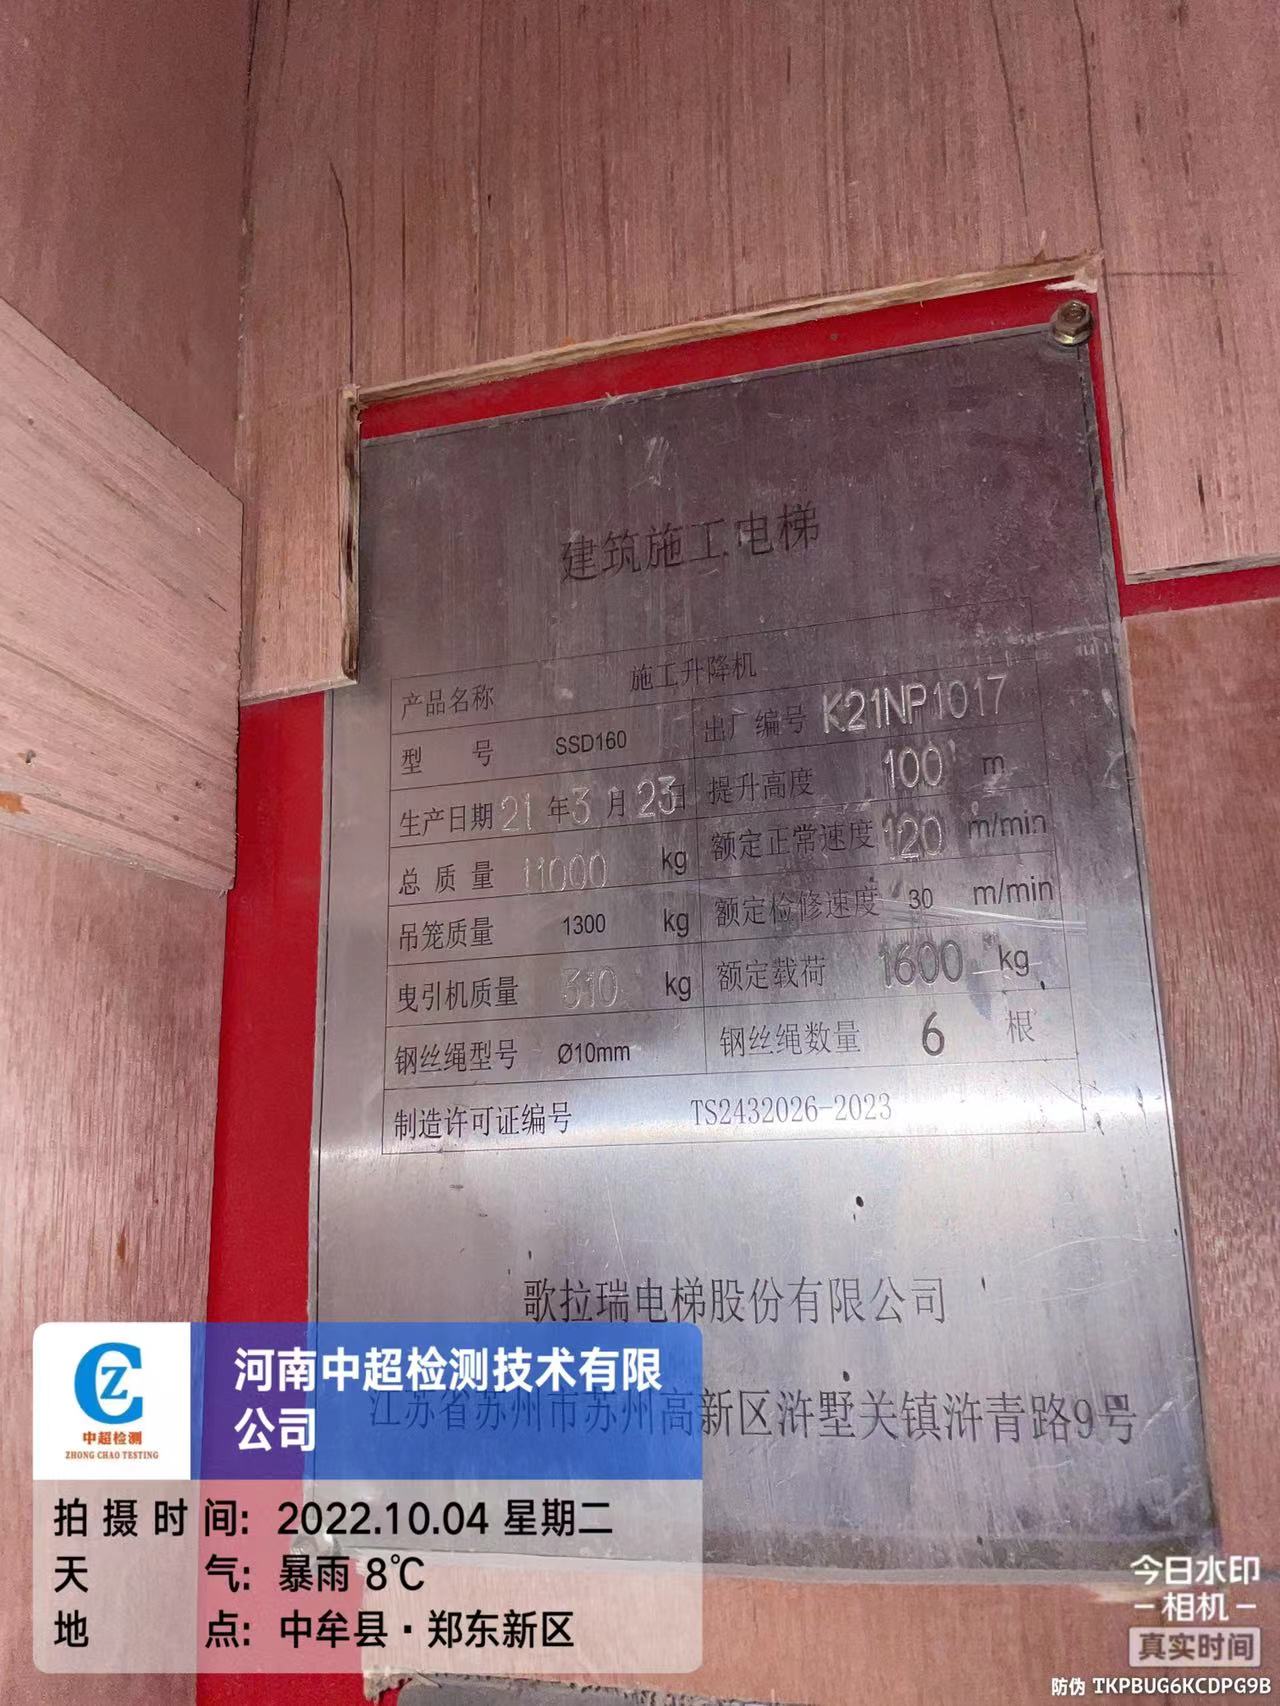 建筑施工电梯
产品名称 施工升降机
型 号 SSD160 出厂编号 K21NP1017
生产日期 21 年 3 月 23 日 提升高度 100 m
总 质 量 11000 kg 额定正常速度 120 m/min
吊笼质量 1300 kg 额定检修速度 30 m/min
曳引机质量 310 kg 额定载荷 1600 kg
钢丝绳型号 Ø10mm 钢丝绳数量 6 根
制造许可证编号 TS2432026-2023
歌拉瑞电梯股份有限公司
江苏省苏州市苏州高新区浒墅关镇浒青路9号
CZ
中超检测
ZHONG CHAO TESTING
河南中超检测技术有限
公司
拍摄时间: 2022.10.04 星期二
天 气: 暴雨 8℃
地 点: 中牟县·郑东新区
今日水印
-相机-
真实时间
防伪 TKPBUG6KCDPG9B